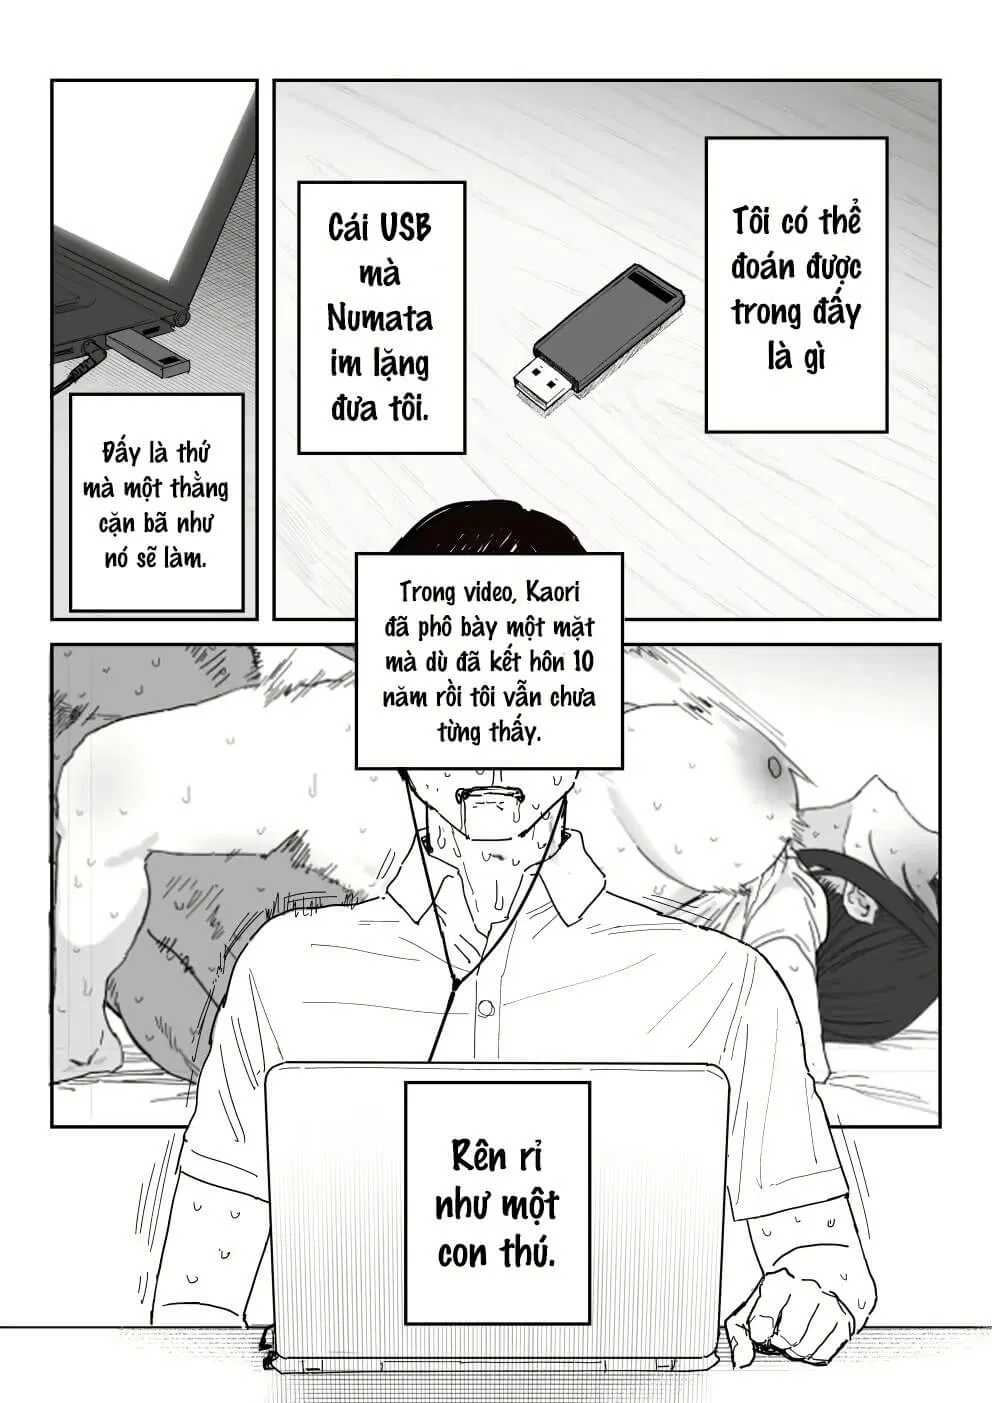 Tôi có thể
đoán được
trong đấy
là gì
Cái USB
mà
Numata
im lặng
đưa tôi.
Đấy là thứ
mà một thằng
cặn bã như
nó sẽ làm.
Trong video, Kaori
đã phô bày một mặt
mà dù đã kết hôn 10
năm rồi tôi vẫn chưa
từng thấy.
Rên rỉ
như một
con thú.